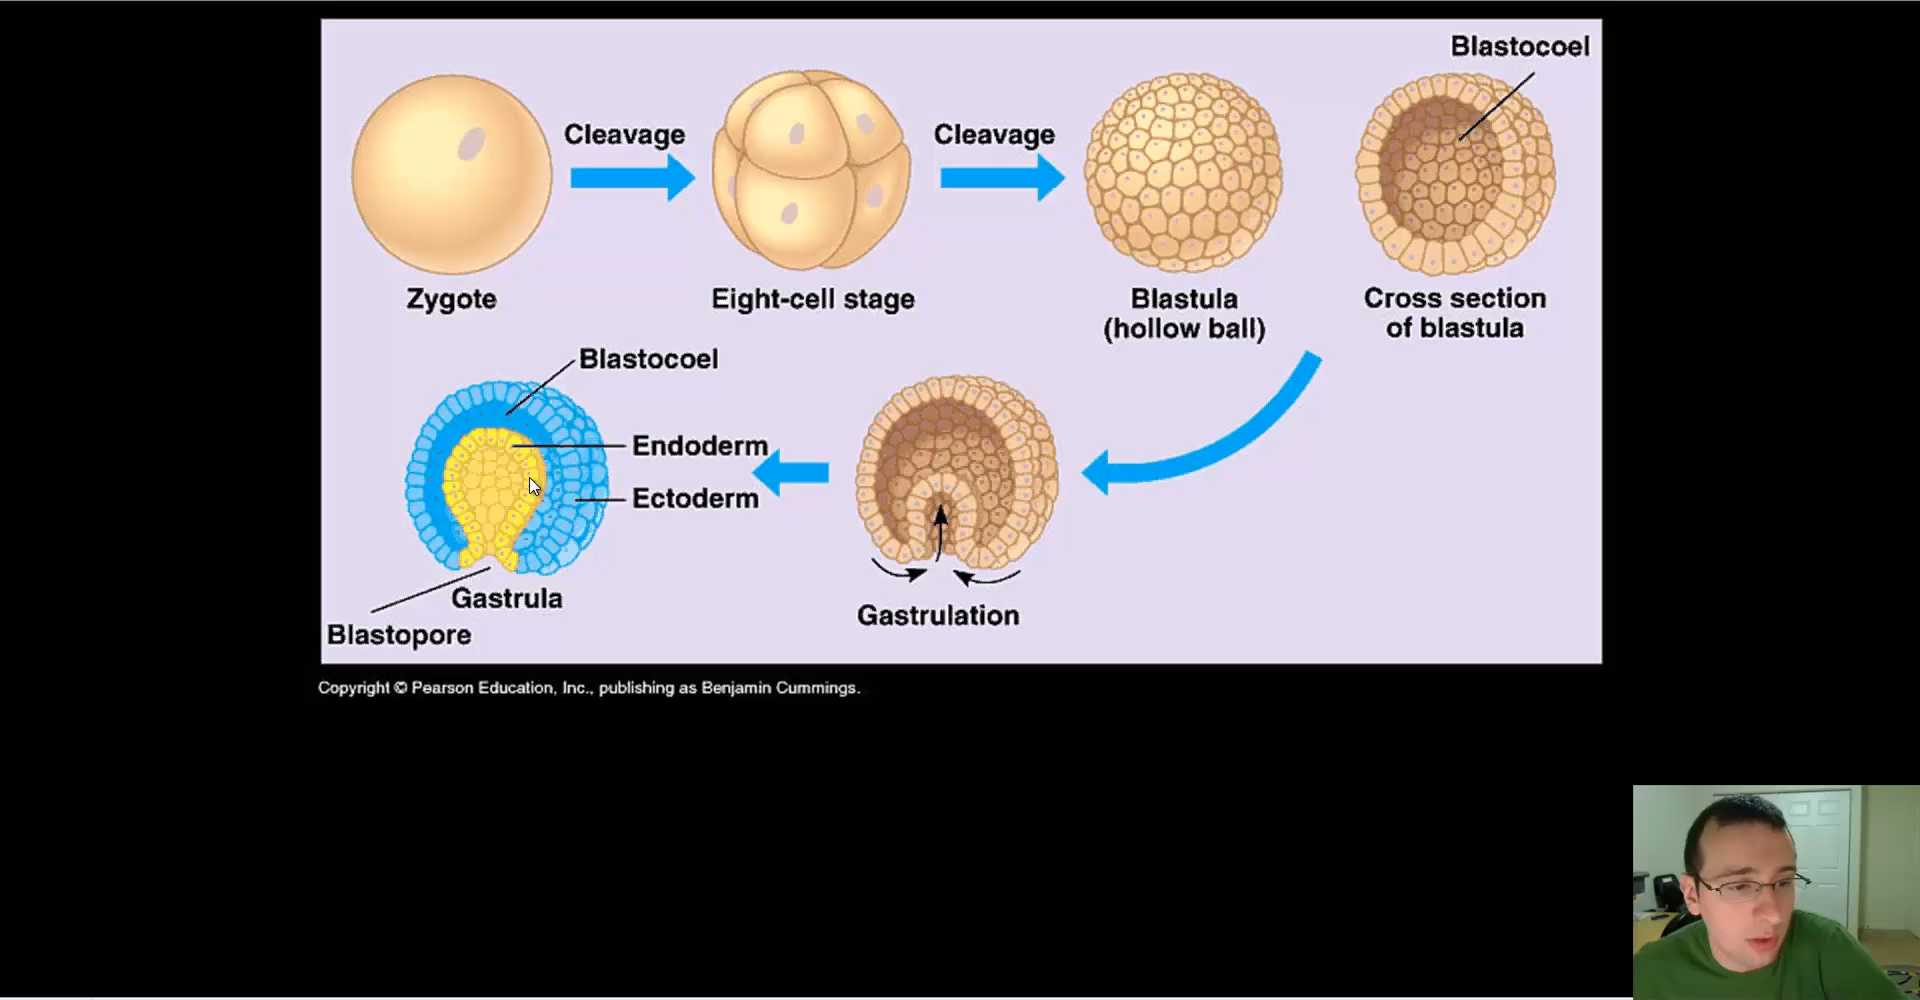 Blastocoel
Cleavage
Cleavage
Zygote
Eight-cell stage
Blastula
(hollow ball)
Cross section
of blastula
Blastocoel
Endoderm
Ectoderm
Gastrula
Blastopore
Gastrulation
Copyright © Pearson Education, Inc., publishing as Benjamin Cummings.